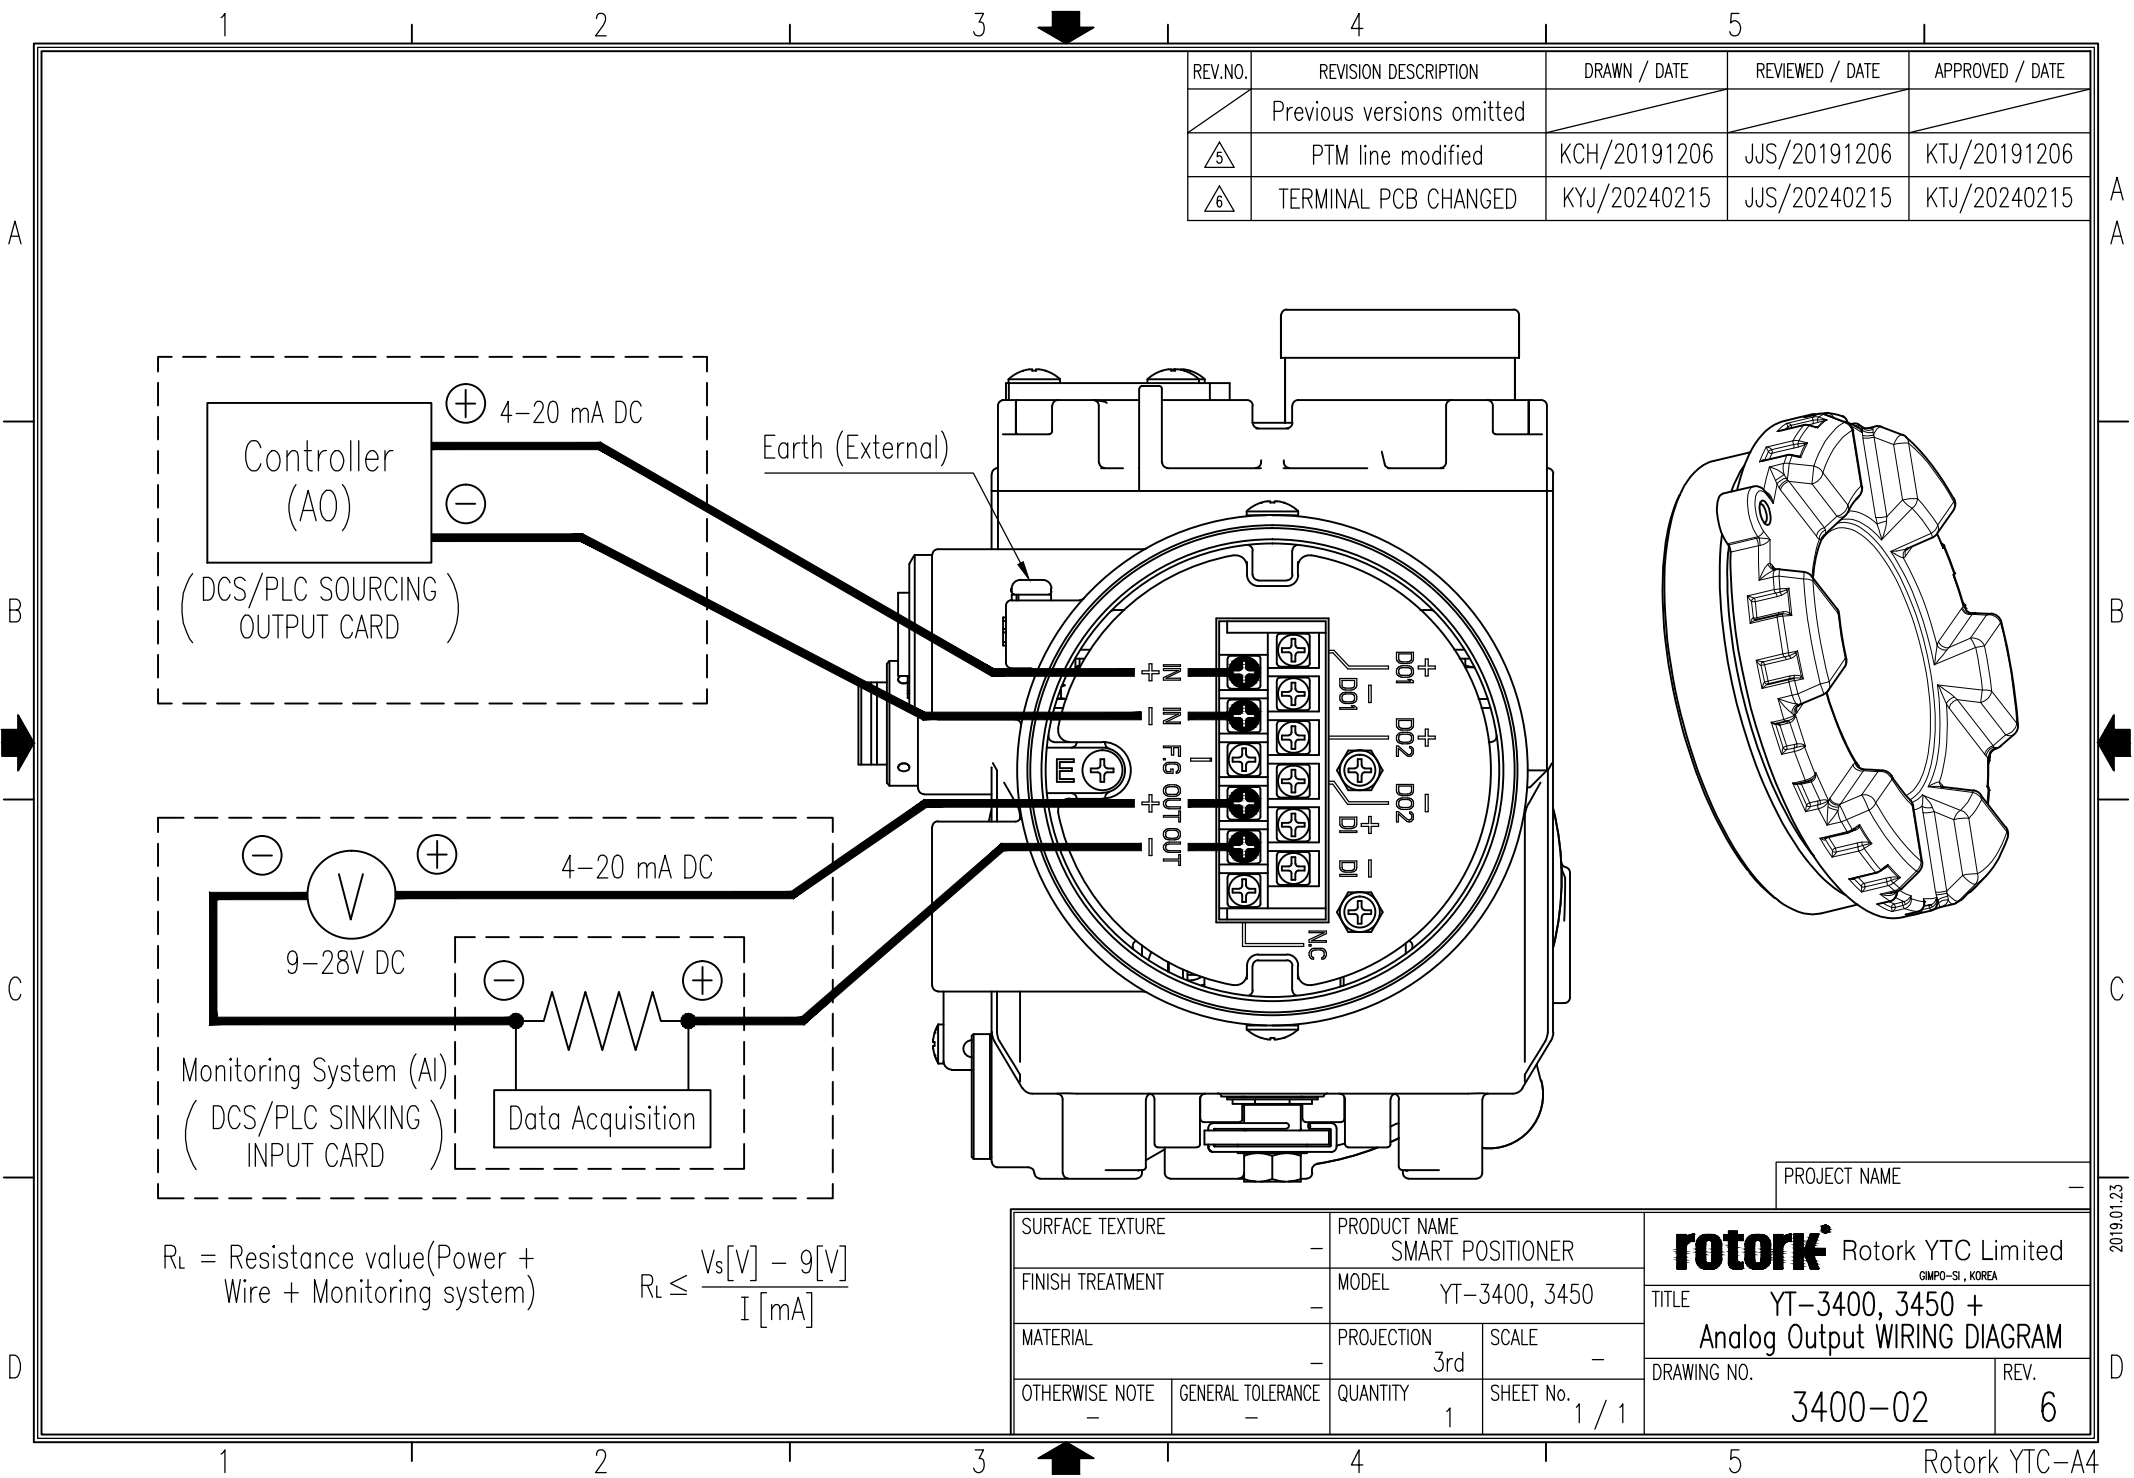 1 2 3 4 5
REV.NO. REVISION DESCRIPTION DRAWN / DATE REVIEWED / DATE APPROVED / DATE
Previous versions omitted
5 PTM line modified KCH/20191206 JJS/20191206 KTJ/20191206
6 TERMINAL PCB CHANGED KYJ/20240215 JJS/20240215 KTJ/20240215
A
A
A
+ 4-20 mA DC
Controller
(AO)
−
(DCS/PLC SOURCING
OUTPUT CARD)
Earth (External)
B
B
+ IN
− IN
F.G
+ OUT
− OUT
E
DO1 +
DO1 −
DO2 +
DO2 −
DI +
DI −
N.C
− V +
4-20 mA DC
9-28V DC
− +
C
C
Monitoring System (AI)
(DCS/PLC SINKING
INPUT CARD)
Data Acquisition
RL = Resistance value(Power +
Wire + Monitoring system)
RL ≤ Vs[V] - 9[V]
I [mA]
PROJECT NAME -
2019.01.23
SURFACE TEXTURE -
PRODUCT NAME
SMART POSITIONER
rotork Rotork YTC Limited
GIMPO-SI , KOREA
FINISH TREATMENT -
MODEL YT-3400, 3450
TITLE YT-3400, 3450 +
Analog Output WIRING DIAGRAM
MATERIAL -
PROJECTION
3rd
SCALE
-
DRAWING NO.
3400-02
REV.
6
OTHERWISE NOTE
-
GENERAL TOLERANCE
-
QUANTITY
1
SHEET No.
1 / 1
D
D
1 2 3 4 5
Rotork YTC-A4